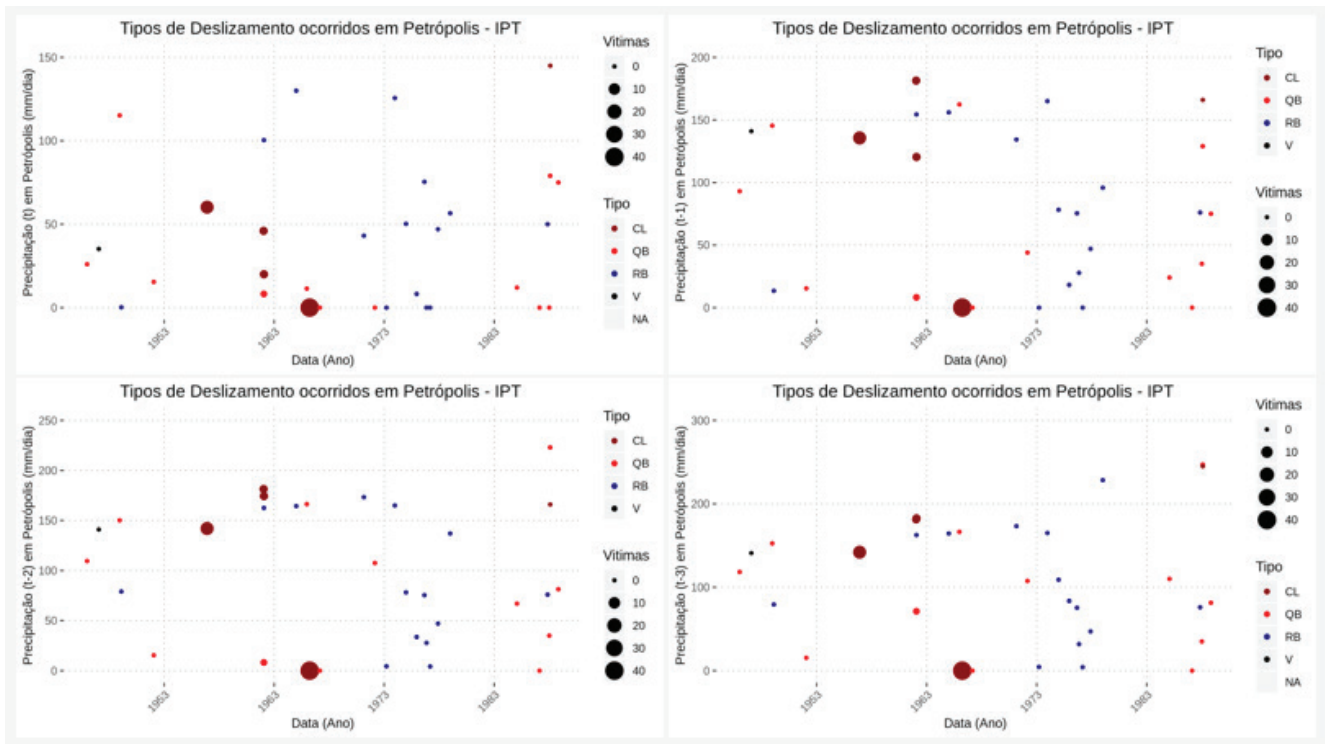 Tipos de Deslizamento ocorridos em Petrópolis - IPT
Precipitação (t) em Petrópolis (mm/dia)
150
100
50
0
1953
1963
1973
1983
Data (Ano)
Vitimas
0
10
20
30
40
Tipo
CL
QB
RB
V
NA
Tipos de Deslizamento ocorridos em Petrópolis - IPT
Precipitação (t-1) em Petrópolis (mm/dia)
200
150
100
50
0
1953
1963
1973
1983
Data (Ano)
Tipo
CL
QB
RB
V
Vitimas
0
10
20
30
40
Tipos de Deslizamento ocorridos em Petrópolis - IPT
Precipitação (t-2) em Petrópolis (mm/dia)
250
200
150
100
50
0
1953
1963
1973
1983
Data (Ano)
Tipo
CL
QB
RB
V
Vitimas
0
10
20
30
40
Tipos de Deslizamento ocorridos em Petrópolis - IPT
Precipitação (t-3) em Petrópolis (mm/dia)
300
200
100
0
1953
1963
1973
1983
Data (Ano)
Vitimas
0
10
20
30
40
Tipo
CL
QB
RB
V
NA